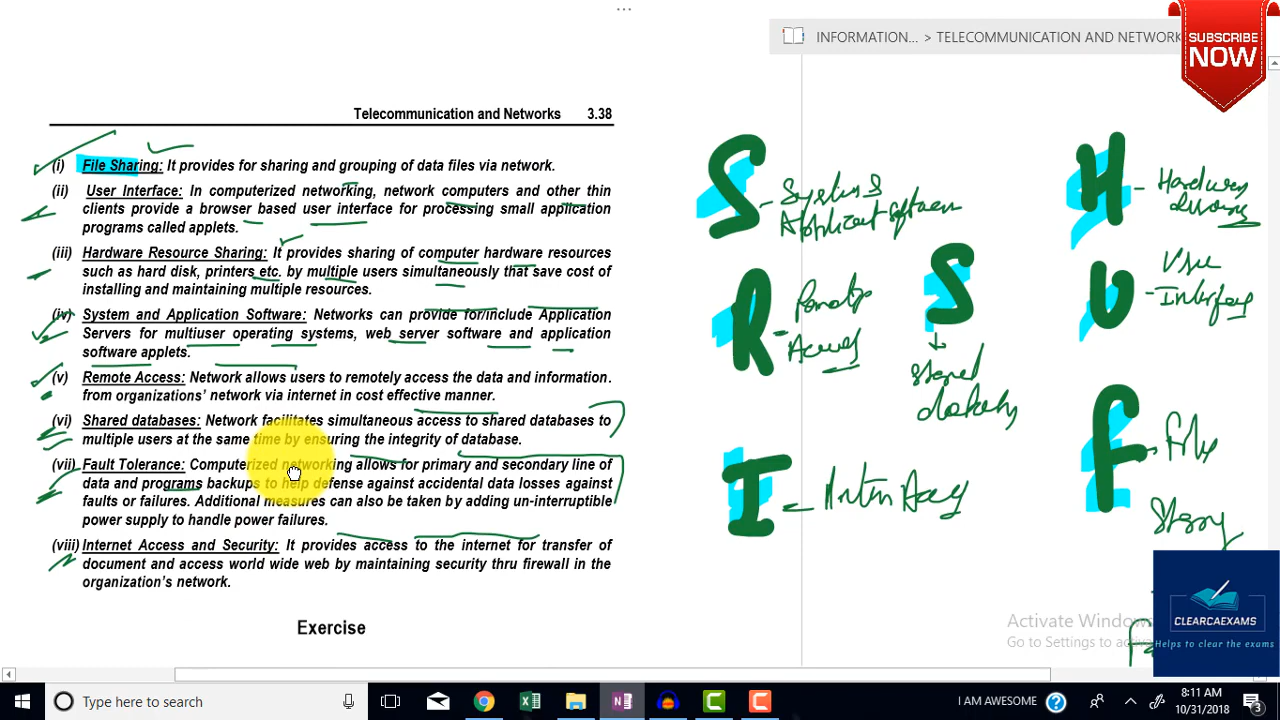 ...
INFORMATION... > TELECOMMUNICATION AND NETWORK
SUBSCRIBE
NOW
Telecommunication and Networks 3.38
(i) File Sharing: It provides for sharing and grouping of data files via network.
(ii) User Interface: In computerized networking, network computers and other thin
clients provide a browser based user interface for processing small application
programs called applets.
(iii) Hardware Resource Sharing: It provides sharing of computer hardware resources
such as hard disk, printers etc. by multiple users simultaneously that save cost of
installing and maintaining multiple resources.
(iv) System and Application Software: Networks can provide for/include Application
Servers for multiuser operating systems, web server software and application
software applets.
(v) Remote Access: Network allows users to remotely access the data and information.
from organizations' network via internet in cost effective manner.
(vi) Shared databases: Network facilitates simultaneous access to shared databases to
multiple users at the same time by ensuring the integrity of database.
(vii) Fault Tolerance: Computerized networking allows for primary and secondary line of
data and programs backups to help defense against accidental data losses against
faults or failures. Additional measures can also be taken by adding un-interruptible
power supply to handle power failures.
(viii) Internet Access and Security: It provides access to the internet for transfer of
document and access world wide web by maintaining security thru firewall in the
organization's network.
Exercise
S
H
- Hardware
R
S
U
- Interface
I
F
File
CLEARCAEXAMS
Helps to clear the exams
Activate Windows
Go to Settings to
Type here to search
I AM AWESOME
8:11 AM
10/31/2018
3